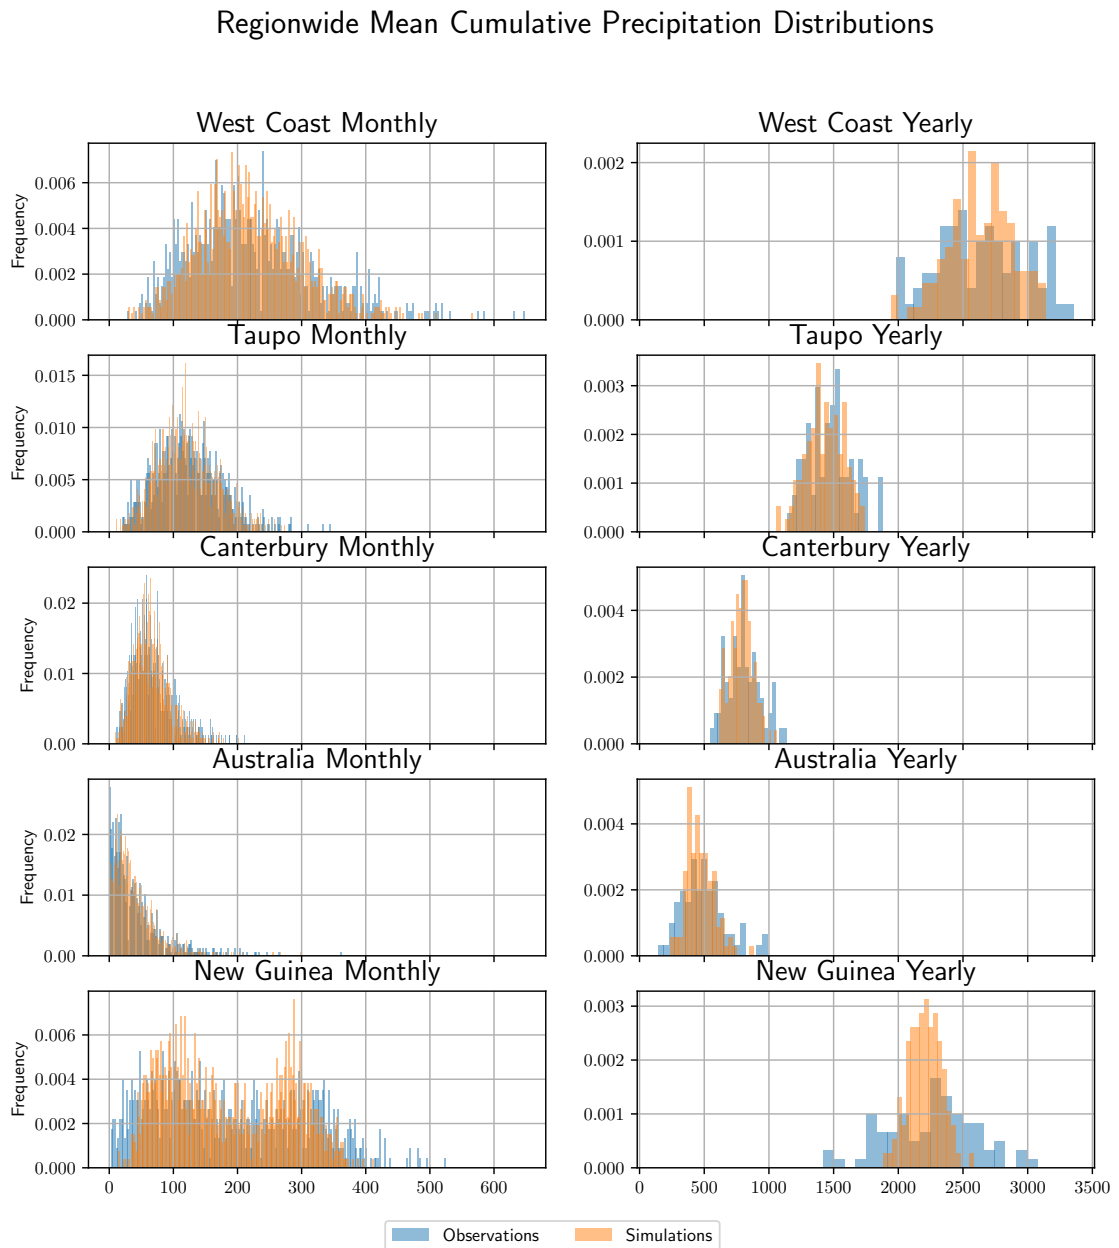 Regionwide Mean Cumulative Precipitation Distributions
West Coast Monthly
West Coast Yearly
Frequency
0.006
0.004
0.002
0.000
0.002
0.001
0.000
Taupo Monthly
Taupo Yearly
Frequency
0.015
0.010
0.005
0.000
0.003
0.002
0.001
0.000
Canterbury Monthly
Canterbury Yearly
Frequency
0.02
0.01
0.00
0.004
0.002
0.000
Australia Monthly
Australia Yearly
Frequency
0.02
0.01
0.00
0.004
0.002
0.000
New Guinea Monthly
New Guinea Yearly
Frequency
0.006
0.004
0.002
0.000
0.003
0.002
0.001
0.000
0 100 200 300 400 500 600
0 500 1000 1500 2000 2500 3000 3500
Observations Simulations